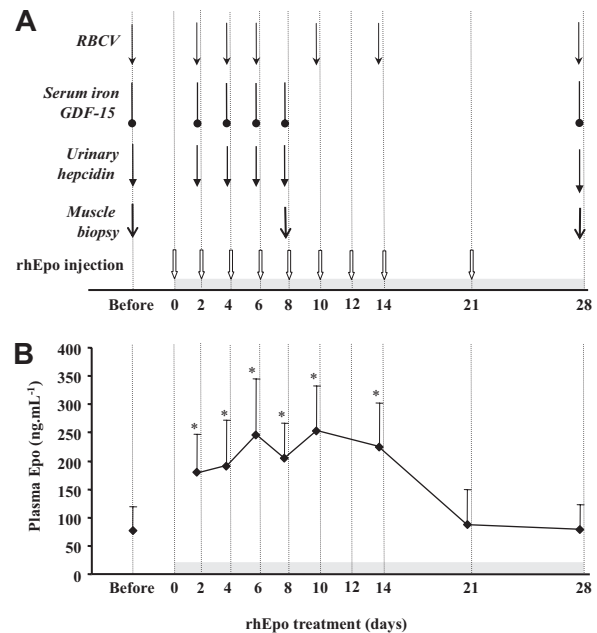 A
RBCV
Serum iron
GDF-15
Urinary
hepcidin
Muscle
biopsy
rhEpo injection
Before 0 2 4 6 8 10 12 14 21 28
B
Plasma Epo (ng.mL-1)
400
350
300
250
200
150
100
50
0
* * * * * *
Before 0 2 4 6 8 10 12 14 21 28
rhEpo treatment (days)